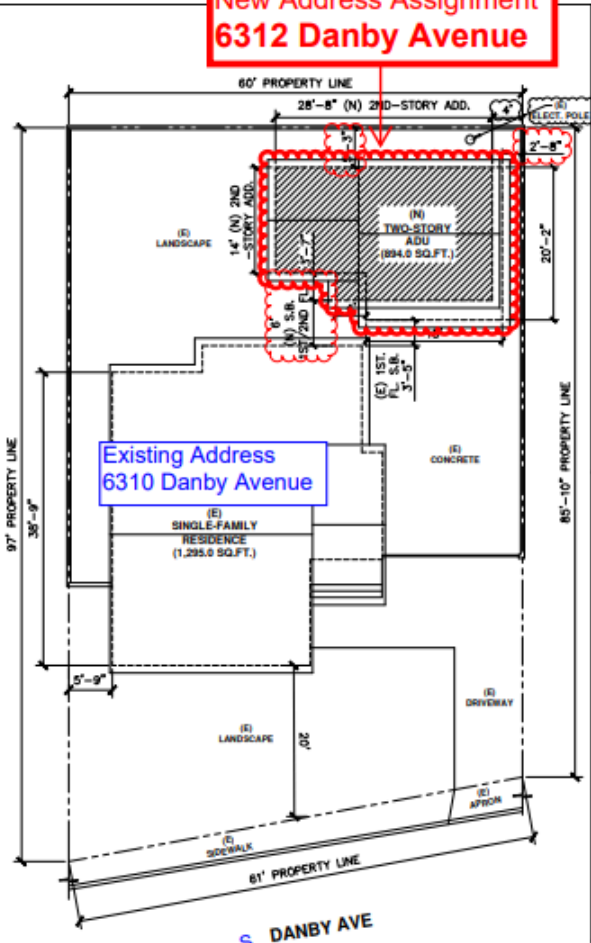 New Address Assignment
6312 Danby Avenue
60' PROPERTY LINE
28'-8" (N) 2ND-STORY ADD.
4'
(E)
ELECT. POLE
2'-8"
14' (N) 2ND
-STORY ADD.
(E)
LANDSCAPE
(N)
TWO-STORY
ADU
(894.0 SQ.FT.)
20'-2"
6'
(N) S.B.
1ST/2ND FL.
(E) 1ST.
FL. S.B.
3'-5"
Existing Address
6310 Danby Avenue
(E)
CONCRETE
97' PROPERTY LINE
38'-9"
85'-10" PROPERTY LINE
(E)
SINGLE-FAMILY
RESIDENCE
(1,295.0 SQ.FT.)
5'-9"
(E)
LANDSCAPE
20'
(E)
DRIVEWAY
(E)
APRON
(E)
SIDEWALK
61' PROPERTY LINE
S DANBY AVE